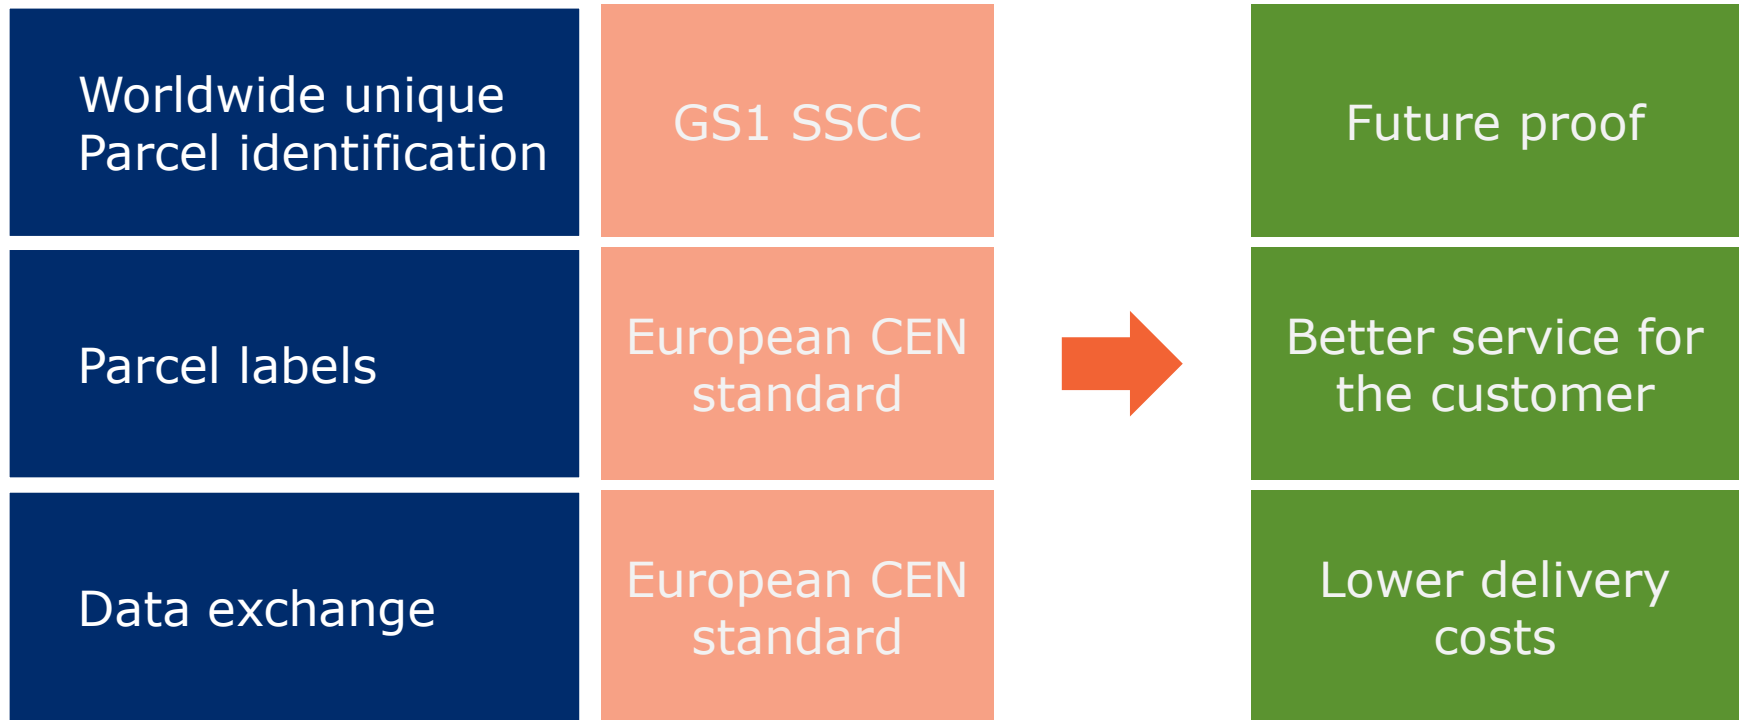 Worldwide unique
Parcel identification
GS1 SSCC
Future proof
Parcel labels
European CEN
standard
Better service for
the customer
Data exchange
European CEN
standard
Lower delivery
costs